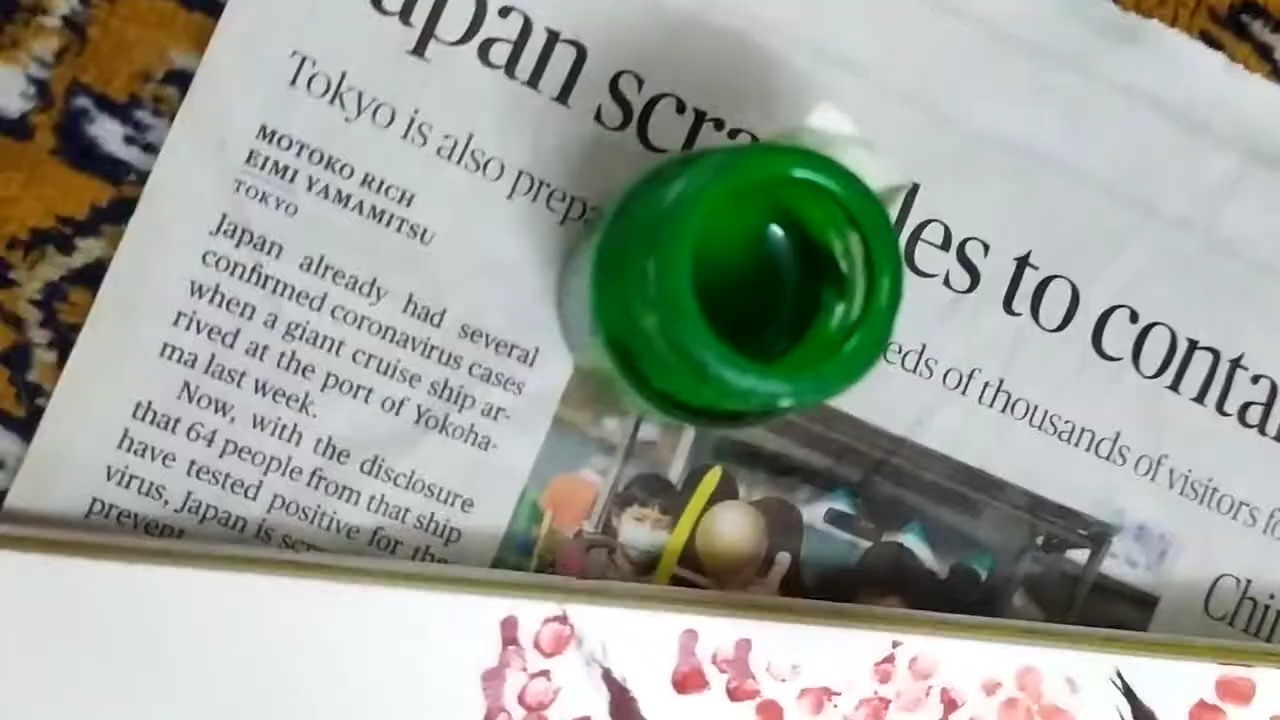 apan scra les to conta
Tokyo is also prepa eds of thousands of visitors fo
MOTOKO RICH
EIMI YAMAMITSU
TOKYO
Japan already had several
confirmed coronavirus cases
when a giant cruise ship ar-
rived at the port of Yokoha-
ma last week.
Now, with the disclosure
that 64 people from that ship
have tested positive for the
virus, Japan is scr
prevent
Chi